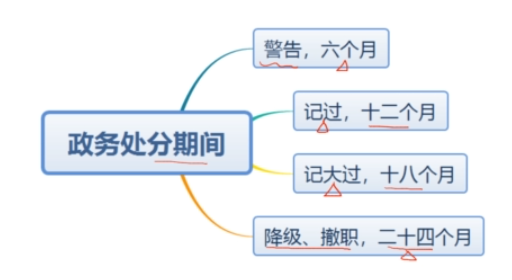 警告，六个月
记过，十二个月
政务处分期间
记大过，十八个月
降级、撤职，二十四个月